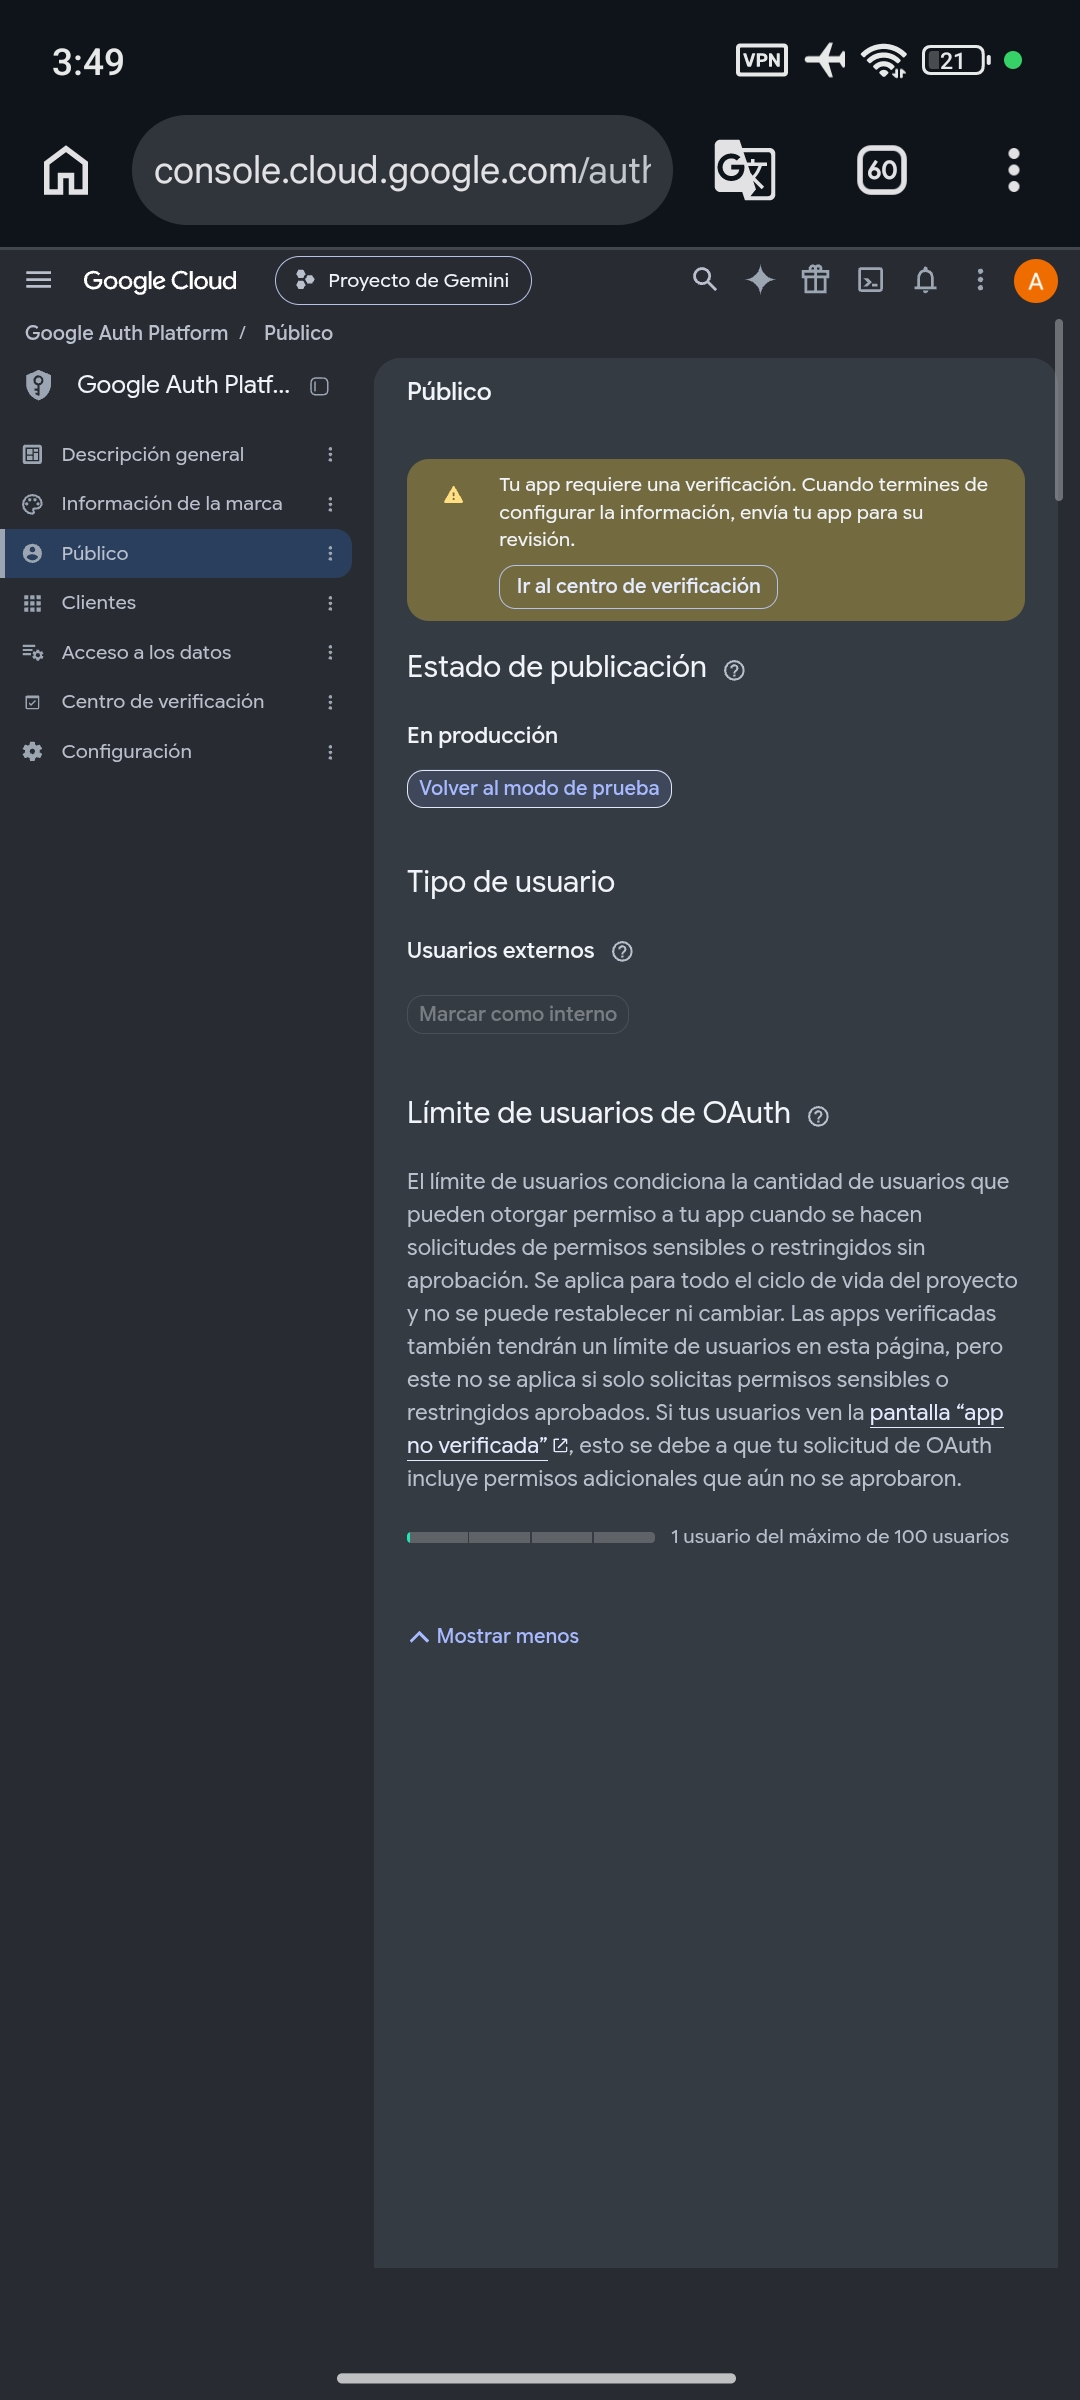 3:49
VPN
21
console.cloud.google.com/auth
G
60
Google Cloud
Proyecto de Gemini
A
Google Auth Platform / Público
Google Auth Platf...
Descripción general
Información de la marca
Público
Clientes
Acceso a los datos
Centro de verificación
Configuración
Público
Tu app requiere una verificación. Cuando termines de
configurar la información, envía tu app para su
revisión.
Ir al centro de verificación
Estado de publicación
En producción
Volver al modo de prueba
Tipo de usuario
Usuarios externos
Marcar como interno
Límite de usuarios de OAuth
El límite de usuarios condiciona la cantidad de usuarios que
pueden otorgar permiso a tu app cuando se hacen
solicitudes de permisos sensibles o restringidos sin
aprobación. Se aplica para todo el ciclo de vida del proyecto
y no se puede restablecer ni cambiar. Las apps verificadas
también tendrán un límite de usuarios en esta página, pero
este no se aplica si solo solicitas permisos sensibles o
restringidos aprobados. Si tus usuarios ven la pantalla “app
no verificada” , esto se debe a que tu solicitud de OAuth
incluye permisos adicionales que aún no se aprobaron.
1 usuario del máximo de 100 usuarios
Mostrar menos